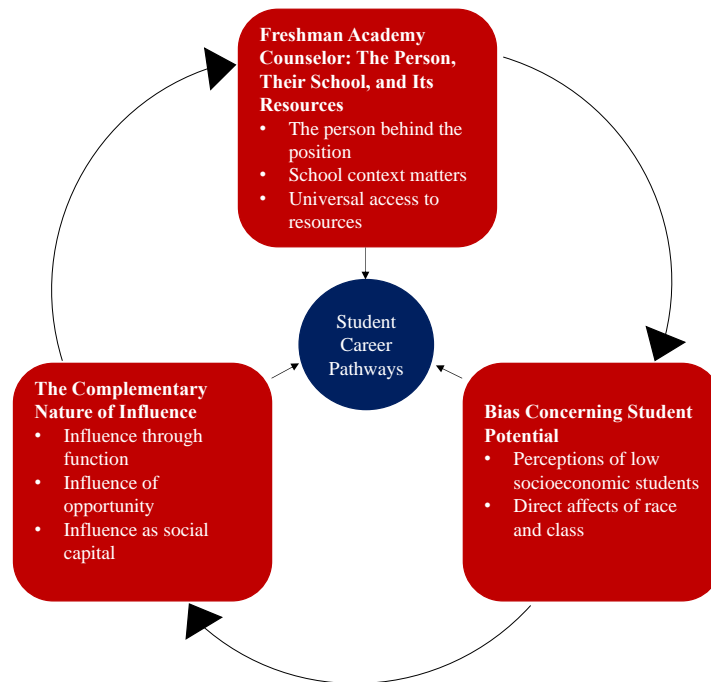 Freshman Academy
Counselor: The Person,
Their School, and Its
Resources
• The person behind the
position
• School context matters
• Universal access to
resources
Student
Career
Pathways
The Complementary
Nature of Influence
• Influence through
function
• Influence of
opportunity
• Influence as social
capital
Bias Concerning Student
Potential
• Perceptions of low
socioeconomic students
• Direct affects of race
and class